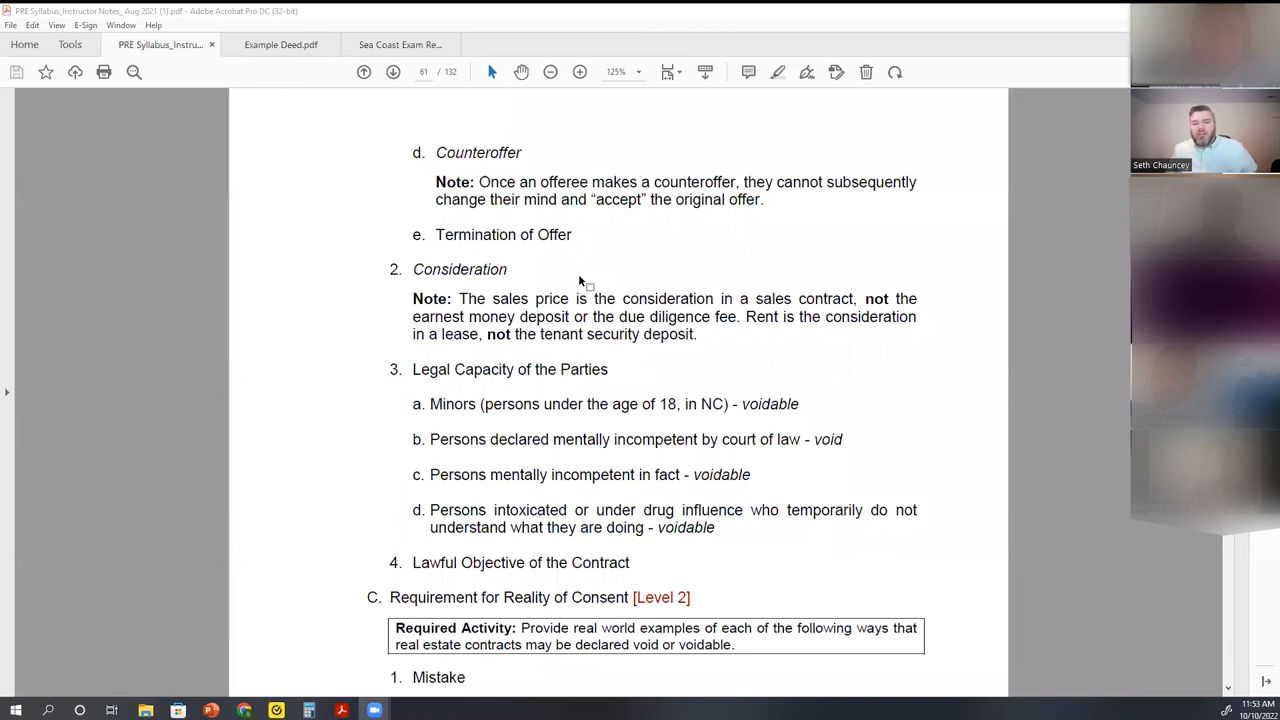 PRE Syllabus_Instructor Notes_ Aug 2021 (1).pdf - Adobe Acrobat Pro DC (32-bit)
File Edit View E-Sign Window Help
Home Tools PRE Syllabus_Instru... × Example Deed.pdf Sea Coast Exam Re...
61 / 132 125%
d. Counteroffer
Note: Once an offeree makes a counteroffer, they cannot subsequently
change their mind and “accept” the original offer.
e. Termination of Offer
2. Consideration
Note: The sales price is the consideration in a sales contract, not the
earnest money deposit or the due diligence fee. Rent is the consideration
in a lease, not the tenant security deposit.
3. Legal Capacity of the Parties
a. Minors (persons under the age of 18, in NC) - voidable
b. Persons declared mentally incompetent by court of law - void
c. Persons mentally incompetent in fact - voidable
d. Persons intoxicated or under drug influence who temporarily do not
understand what they are doing - voidable
4. Lawful Objective of the Contract
C. Requirement for Reality of Consent [Level 2]
Required Activity: Provide real world examples of each of the following ways that
real estate contracts may be declared void or voidable.
1. Mistake
Seth Chauncey
11:53 AM
10/10/2022